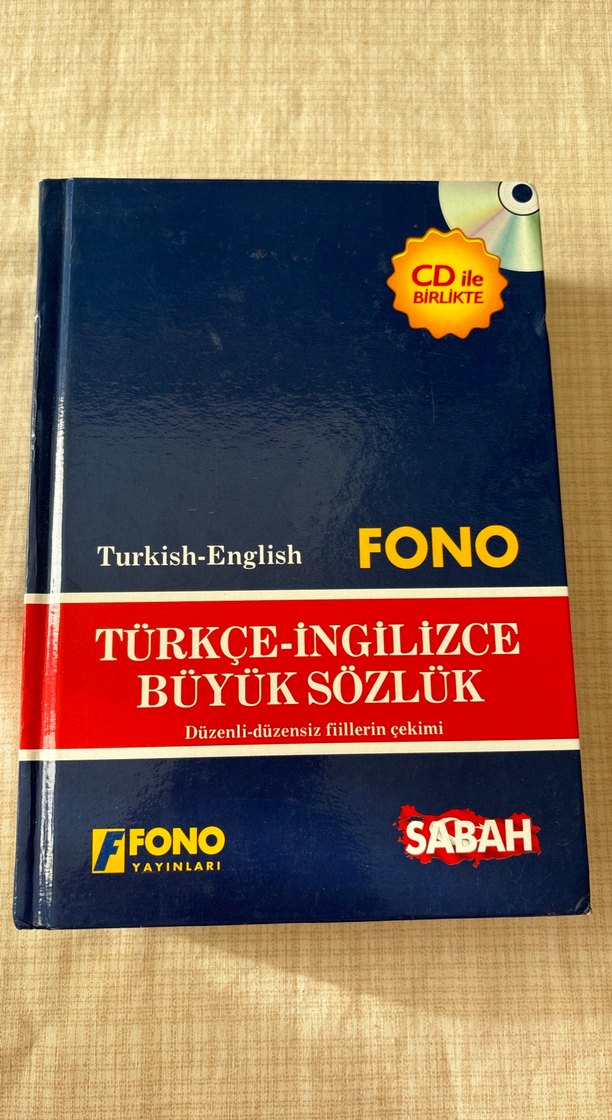 CD ile
BİRLİKTE
Turkish-English
FONO
TÜRKÇE-İNGİLİZCE
BÜYÜK SÖZLÜK
Düzenli-düzensiz fiillerin çekimi
F FONO
YAYINLARI
SABAH